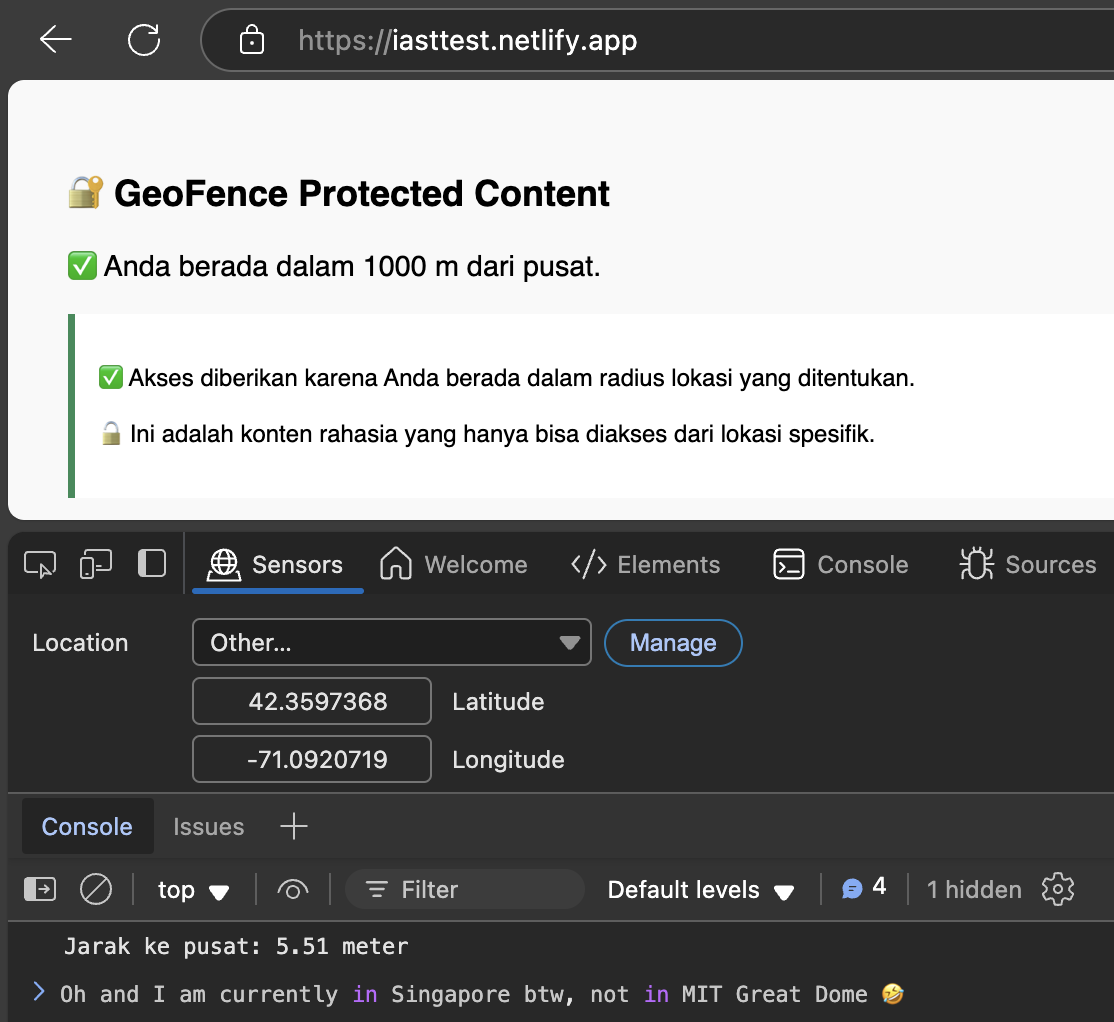 https://iasttest.netlify.app
🔐 GeoFence Protected Content
✅ Anda berada dalam 1000 m dari pusat.
✅ Akses diberikan karena Anda berada dalam radius lokasi yang ditentukan.
🔓 Ini adalah konten rahasia yang hanya bisa diakses dari lokasi spesifik.
Sensors Welcome </> Elements Console Sources
Location Other... Manage
42.3597368 Latitude
-71.0920719 Longitude
Console Issues +
top Filter Default levels 4 1 hidden
Jarak ke pusat: 5.51 meter
> Oh and I am currently in Singapore btw, not in MIT Great Dome 🤣